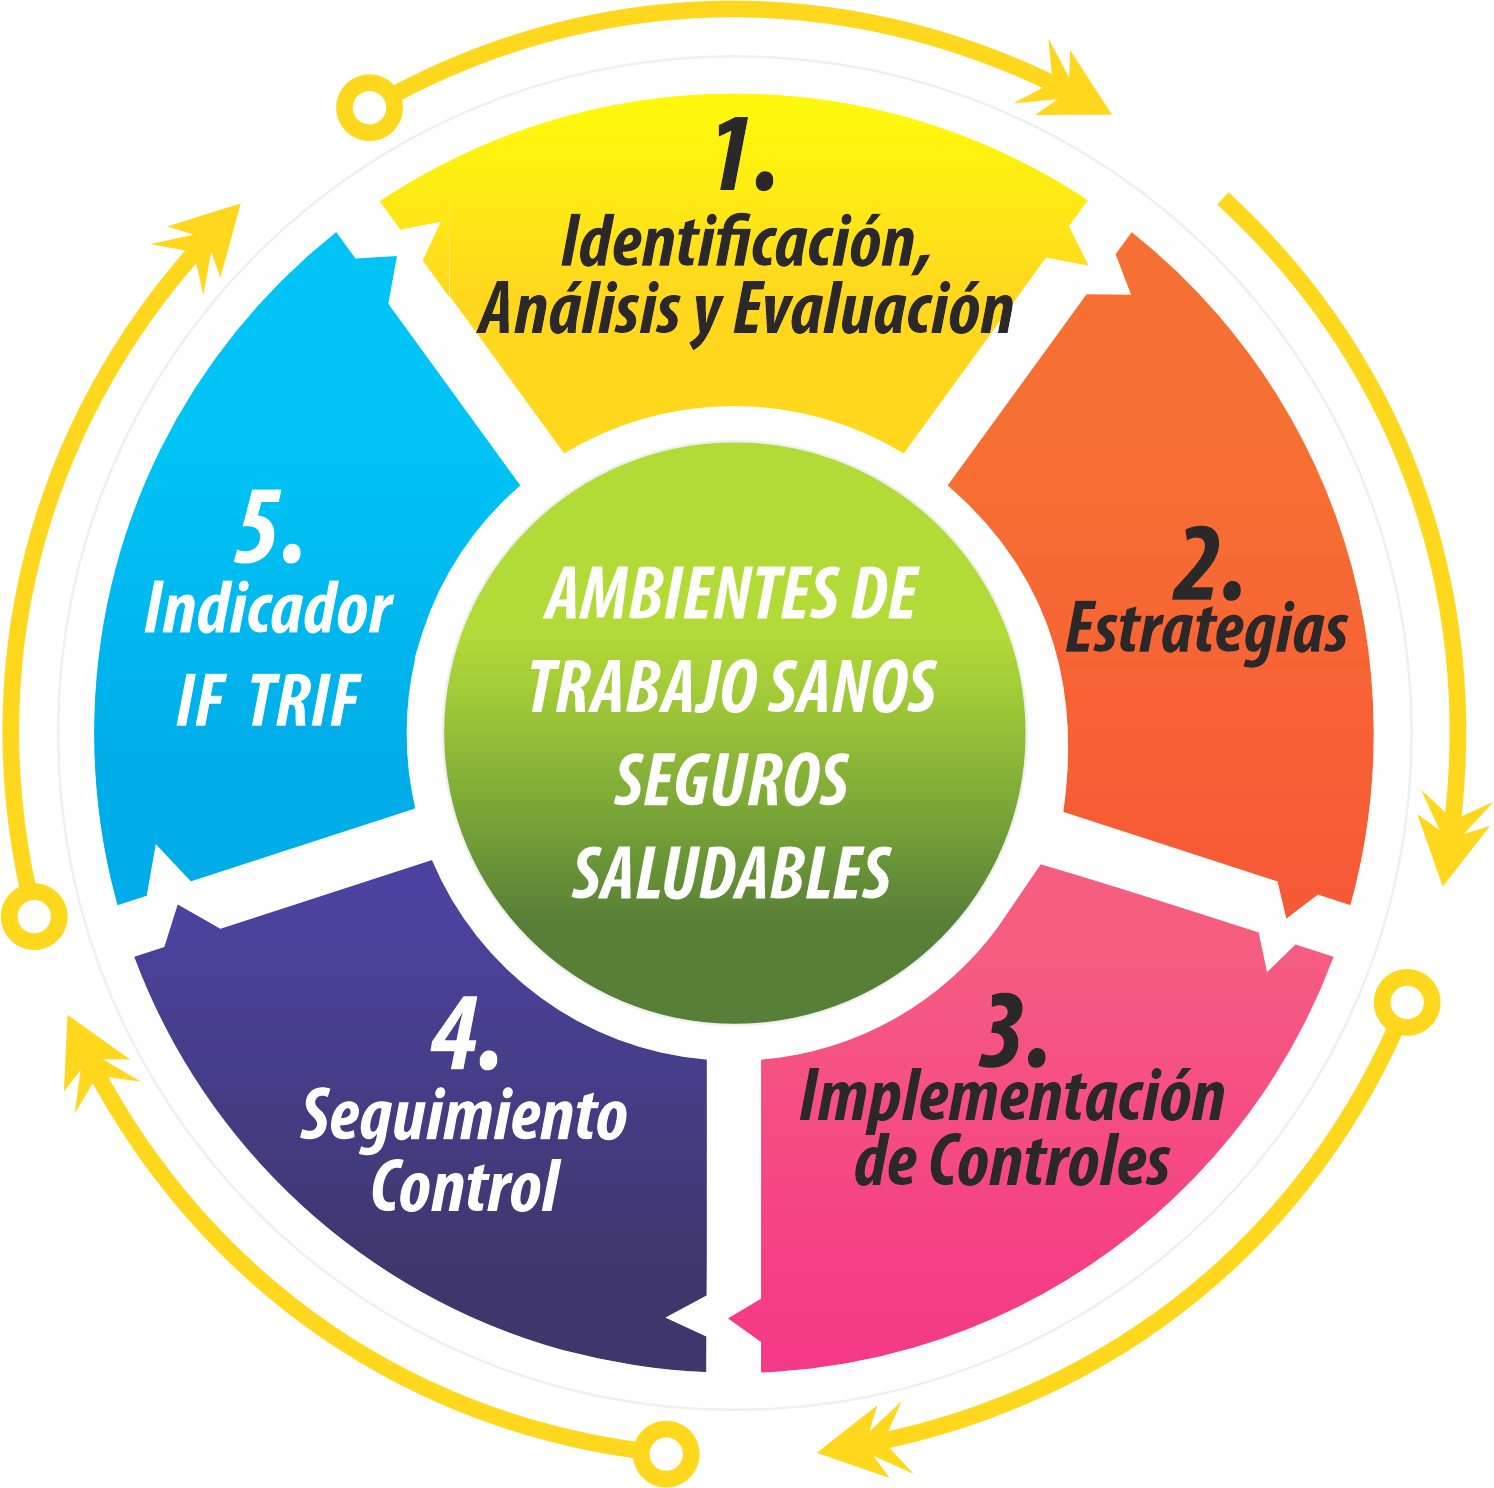 1.
Identificación,
Análisis y Evaluación
2.
Estrategias
3.
Implementación
de Controles
4.
Seguimiento
Control
5.
Indicador
IF TRIF
AMBIENTES DE
TRABAJO SANOS
SEGUROS
SALUDABLES